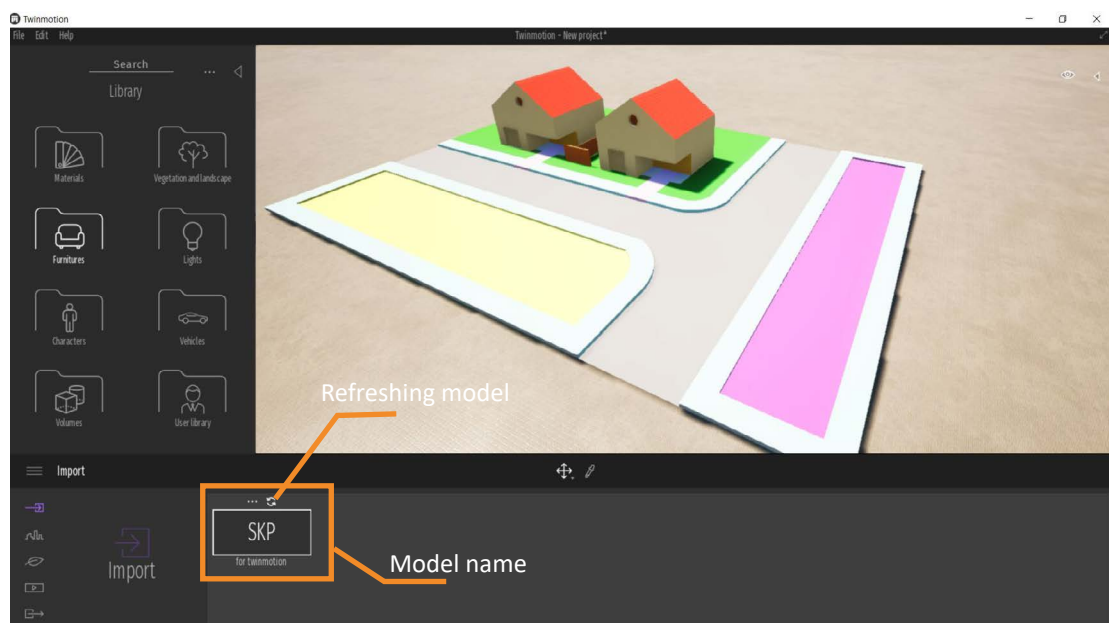 Twinmotion
File Edit Help
Twinmotion - New project*
Search
...
Library
Materials
Vegetation and landscape
Furnitures
Lights
Characters
Vehicles
Volumes
User library
Refreshing model
Import
...
SKP
for twinmotion
Import
Model name